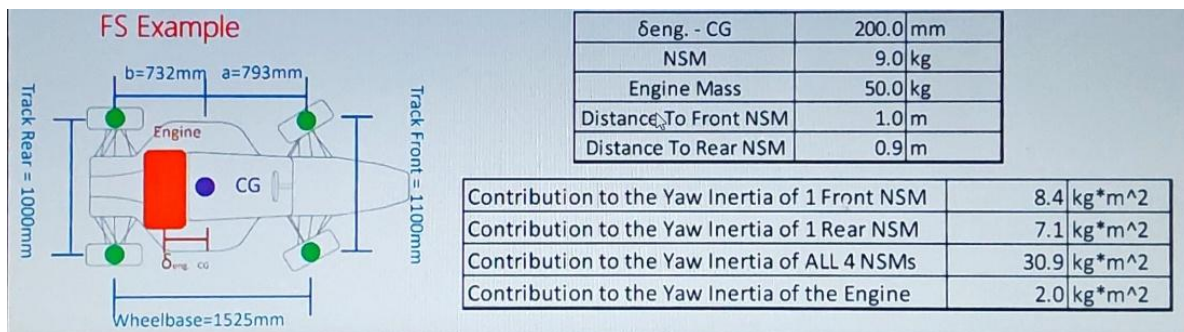 FS Example
b=732mm a=793mm
Track Rear = 1000mm
Engine
CG
Track Front = 1100mm
δeng. CG
Wheelbase=1525mm
δeng. - CG 200.0 mm
NSM 9.0 kg
Engine Mass 50.0 kg
Distance To Front NSM 1.0 m
Distance To Rear NSM 0.9 m
Contribution to the Yaw Inertia of 1 Front NSM 8.4 kg*m^2
Contribution to the Yaw Inertia of 1 Rear NSM 7.1 kg*m^2
Contribution to the Yaw Inertia of ALL 4 NSMs 30.9 kg*m^2
Contribution to the Yaw Inertia of the Engine 2.0 kg*m^2